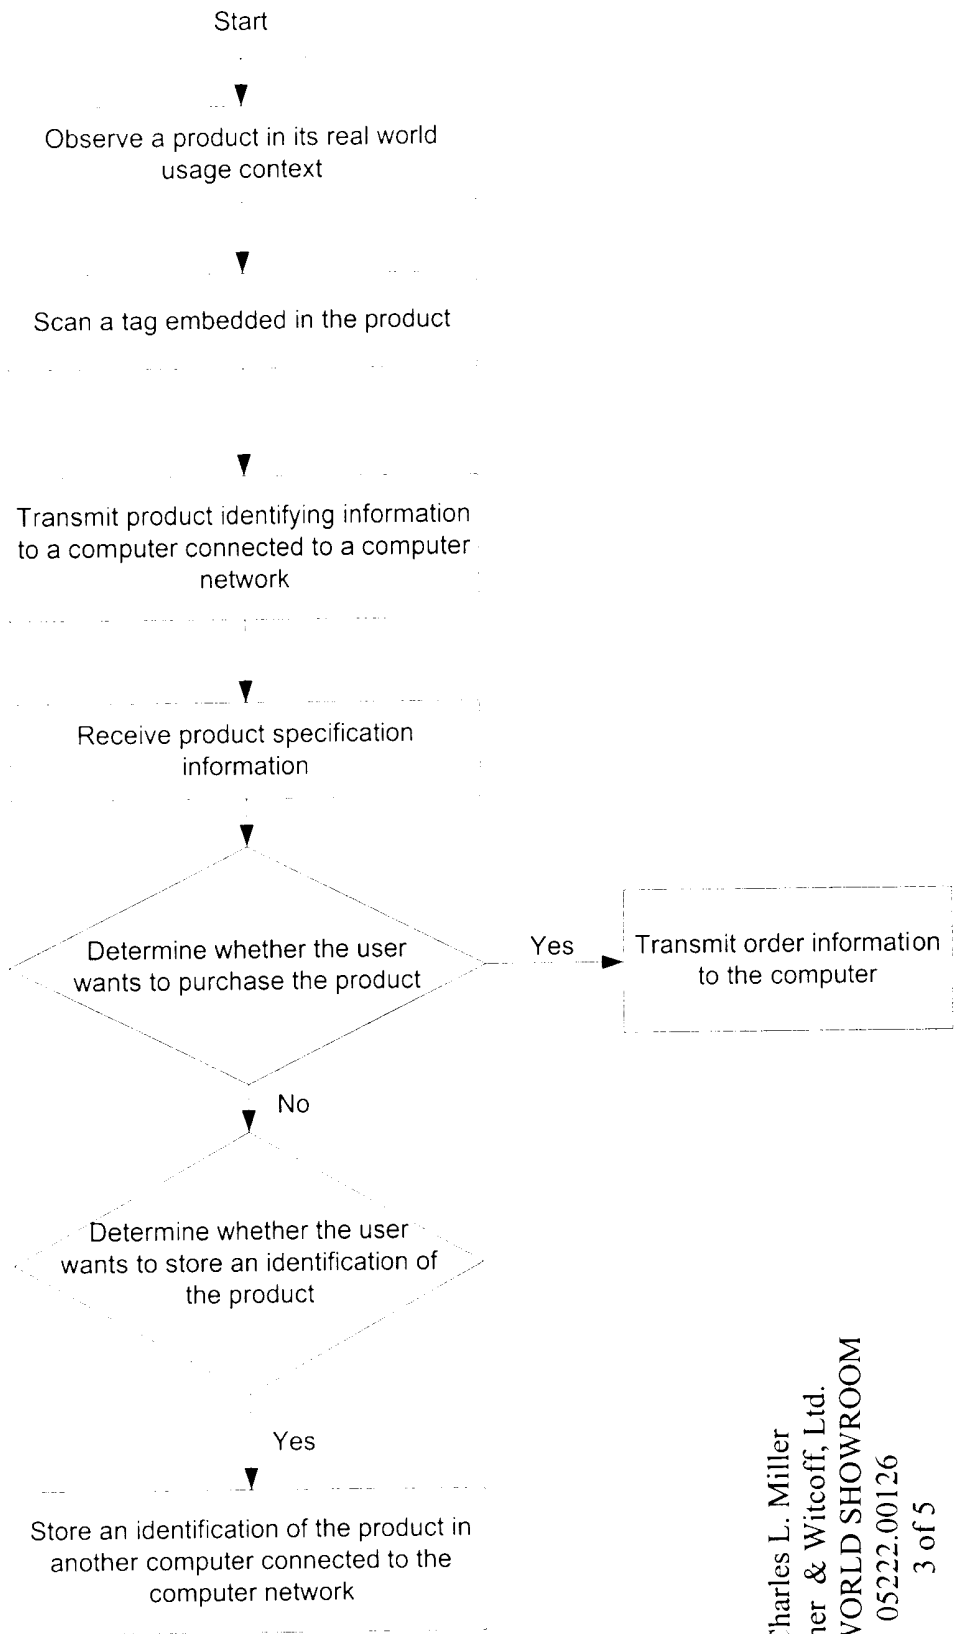 Start
Observe a product in its real world
usage context
Scan a tag embedded in the product
Transmit product identifying information
to a computer connected to a computer
network
Receive product specification
information
Determine whether the user
wants to purchase the product
Yes
Transmit order information
to the computer
No
Determine whether the user
wants to store an identification of
the product
Yes
Store an identification of the product in
another computer connected to the
computer network
Charles L. Miller
& Witcoff, Ltd.
WORLD SHOWROOM
05222.00126
3 of 5